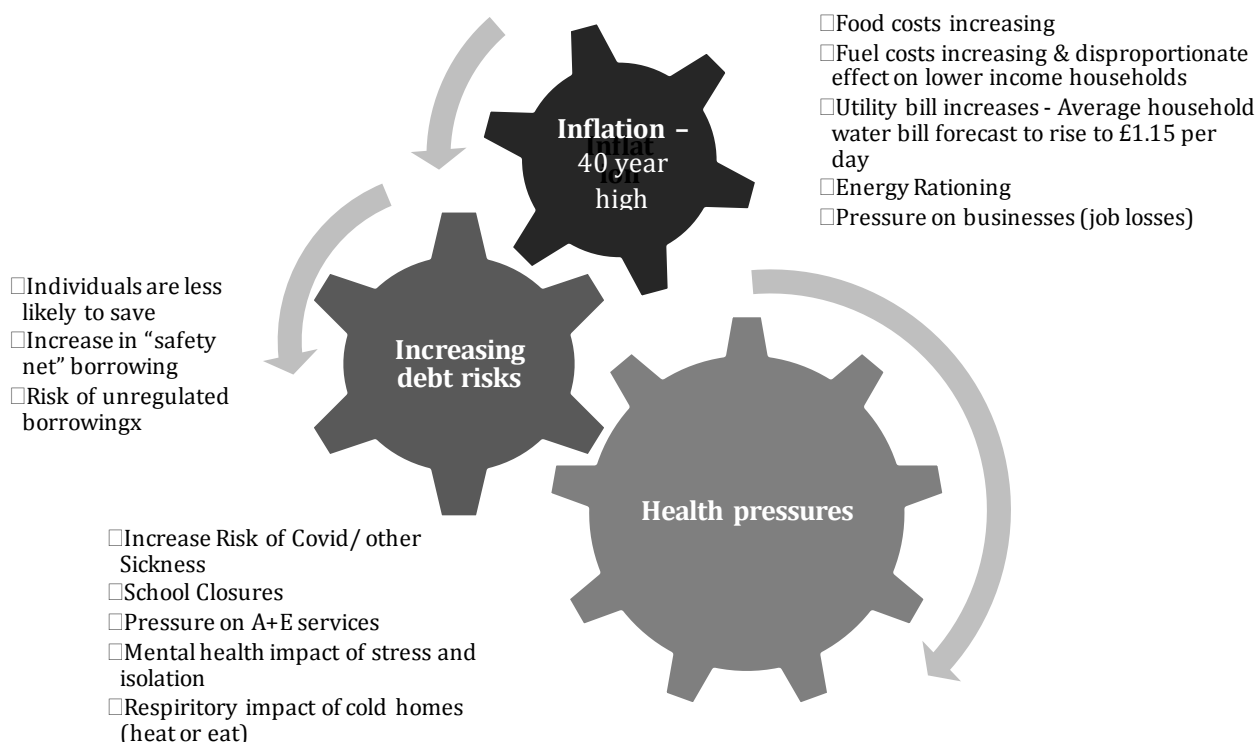 □Food costs increasing
□Fuel costs increasing & disproportionate
effect on lower income households
□Utility bill increases - Average household
water bill forecast to rise to £1.15 per
day
□Energy Rationing
□Pressure on businesses (job losses)
Inflation –
40 year
high
Inflat
ion
□Individuals are less
likely to save
□Increase in “safety
net” borrowing
□Risk of unregulated
borrowingx
Increasing
debt risks
Health pressures
□Increase Risk of Covid/ other
Sickness
□School Closures
□Pressure on A+E services
□Mental health impact of stress and
isolation
□Respiritory impact of cold homes
(heat or eat)